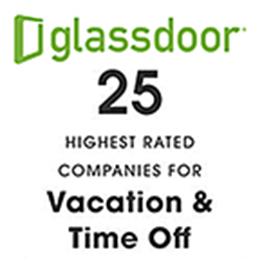 glassdoor
25
HIGHEST RATED
COMPANIES FOR
Vacation &
Time Off